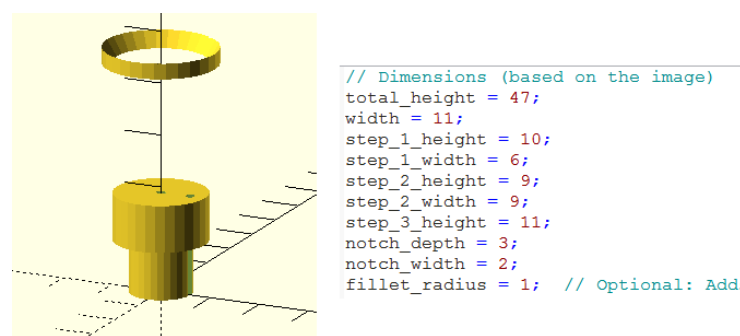 // Dimensions (based on the image)
total_height = 47;
width = 11;
step_1_height = 10;
step_1_width = 6;
step_2_height = 9;
step_2_width = 9;
step_3_height = 11;
notch_depth = 3;
notch_width = 2;
fillet_radius = 1;  // Optional: Add